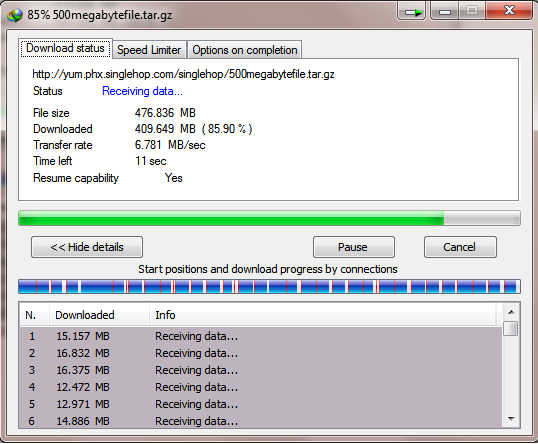 85% 500megabytefile.tar.gz
Download status Speed Limiter Options on completion
http://yum.phx.singlehop.com/singlehop/500megabytefile.tar.gz
Status Receiving data...
File size 476.836 MB
Downloaded 409.649 MB ( 85.90 % )
Transfer rate 6.781 MB/sec
Time left 11 sec
Resume capability Yes
<< Hide details Pause Cancel
Start positions and download progress by connections
N. Downloaded Info
1 15.157 MB Receiving data...
2 16.832 MB Receiving data...
3 16.375 MB Receiving data...
4 12.472 MB Receiving data...
5 12.971 MB Receiving data...
6 14.886 MB Receiving data...